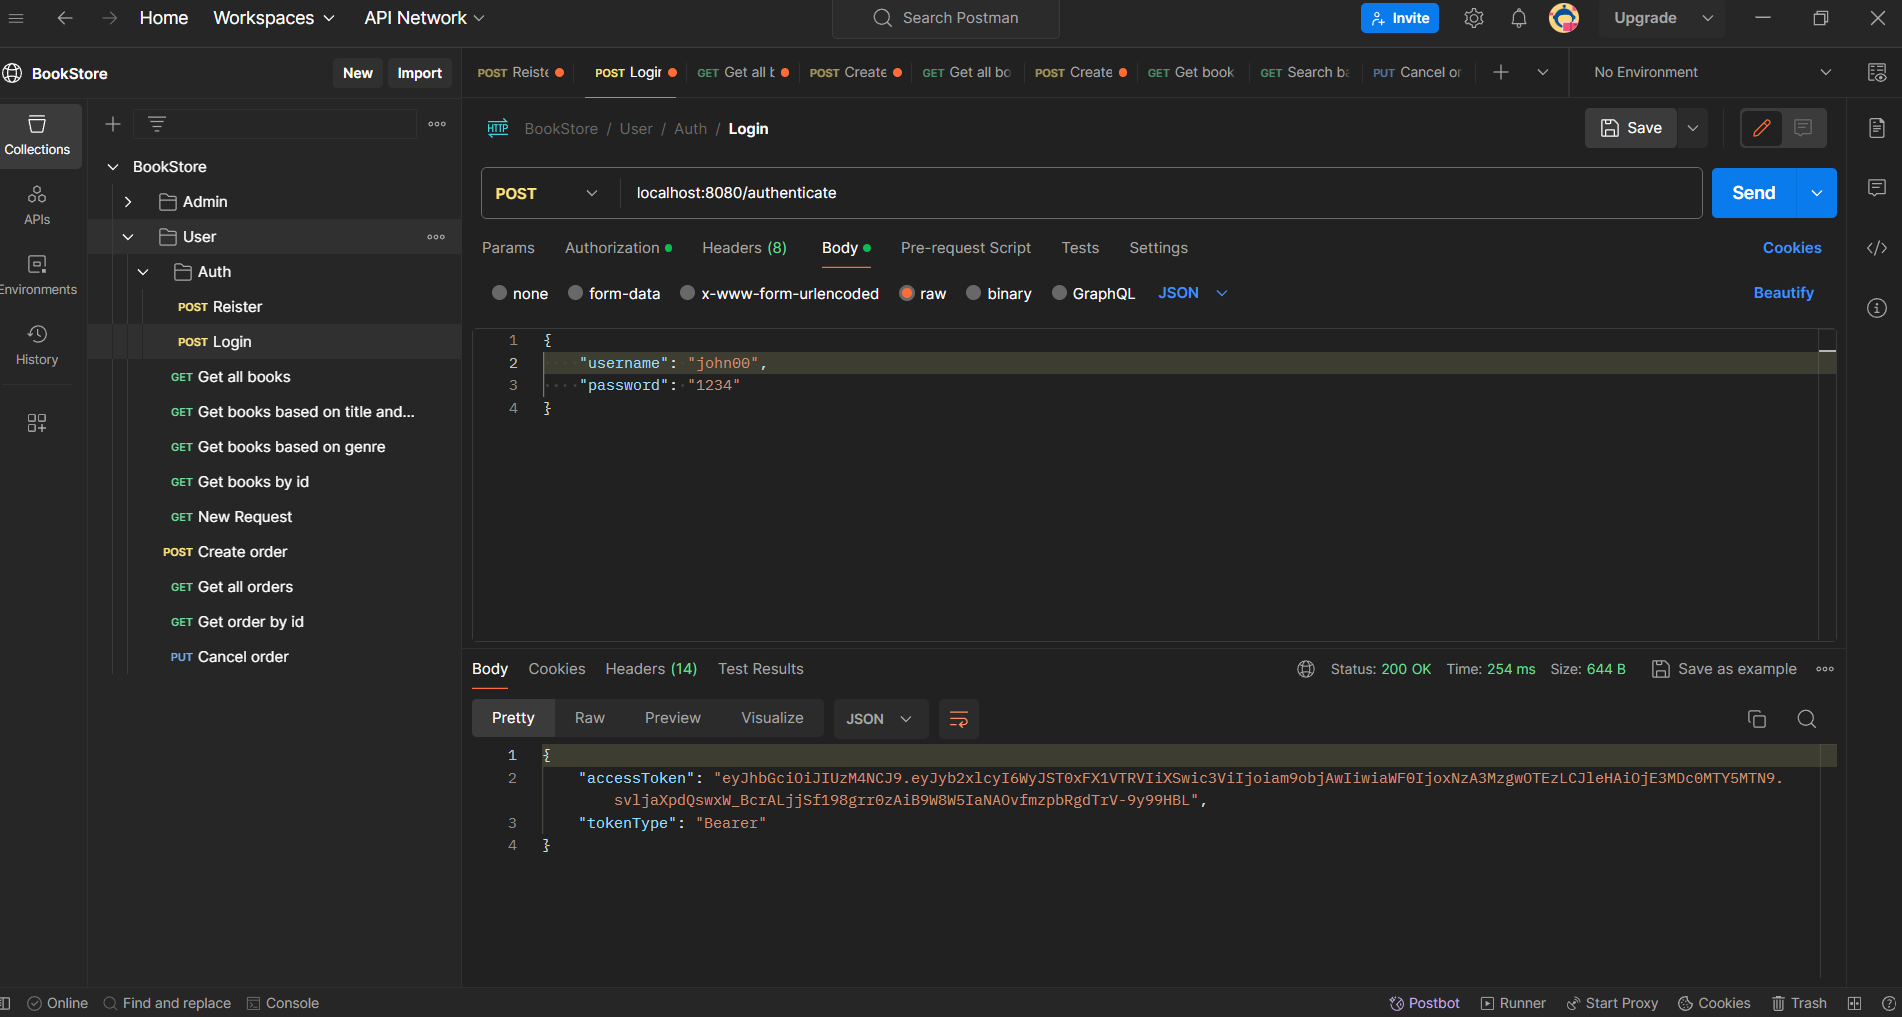 Home Workspaces API Network Search Postman Invite Upgrade
BookStore New Import
POST Reiste POST Login GET Get all b POST Create GET Get all bo POST Create GET Get book GET Search ba PUT Cancel or No Environment
BookStore / User / Auth / Login Save
Collections
APIs
Environments
History
BookStore
Admin
User
Auth
POST Reister
POST Login
GET Get all books
GET Get books based on title and...
GET Get books based on genre
GET Get books by id
GET New Request
POST Create order
GET Get all orders
GET Get order by id
PUT Cancel order
POST localhost:8080/authenticate Send
Params Authorization Headers (8) Body Pre-request Script Tests Settings Cookies
none form-data x-www-form-urlencoded raw binary GraphQL JSON Beautify
1 {
2 "username": "john00",
3 "password": "1234"
4 }
Body Cookies Headers (14) Test Results Status: 200 OK Time: 254 ms Size: 644 B Save as example
Pretty Raw Preview Visualize JSON
1 {
2 "accessToken": "eyJhbGciOiJIUzM4NCJ9.eyJyb2xlcyI6WyJST0xFX1VTRVIiXSwic3ViIjoiam9objAwIiwiaWF0IjoxNzA3MzgwOTEzLCJleHAiOjE3MDc0MTY5MTN9.
svljaXpdQswxW_BcrALjjSf198grr0zAiB9W8W5IaNAOvfmzpbRgdTrV-9y99HBL",
3 "tokenType": "Bearer"
4 }
Online Find and replace Console Postbot Runner Start Proxy Cookies Trash